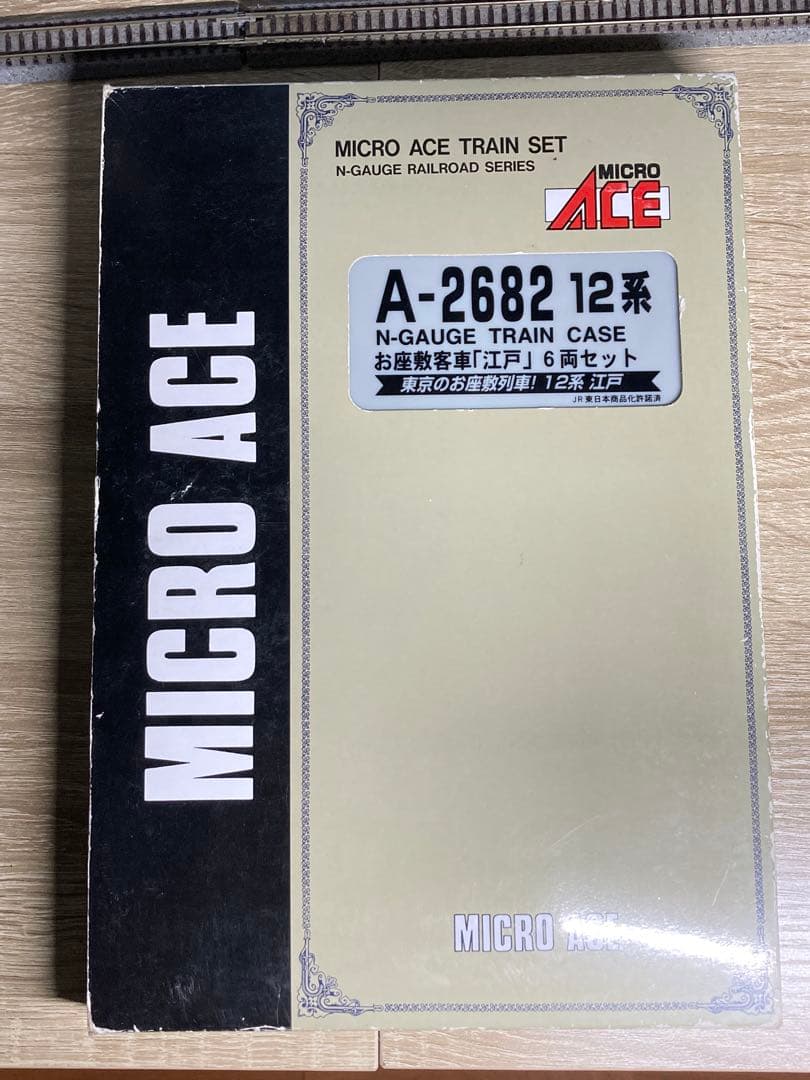 MICRO ACE
MICRO ACE TRAIN SET
N-GAUGE RAILROAD SERIES
MICRO
ACE
A-2682 12系
N-GAUGE TRAIN CASE
お座敷客車「江戸」6両セット
東京のお座敷列車! 12系 江戸
JR東日本商品化許諾済
MICRO ACE